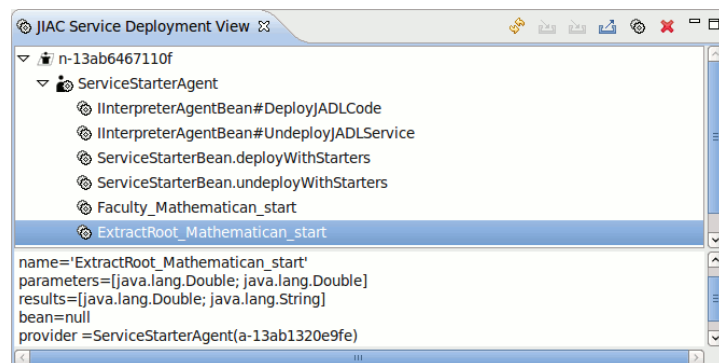 JIAC Service Deployment View
n-13ab6467110f
ServiceStarterAgent
IInterpreterAgentBean#DeployJADLCode
IInterpreterAgentBean#UndeployJADLService
ServiceStarterBean.deployWithStarters
ServiceStarterBean.undeployWithStarters
Faculty_Mathematican_start
ExtractRoot_Mathematican_start
name='ExtractRoot_Mathematican_start'
parameters=[java.lang.Double; java.lang.Double]
results=[java.lang.Double; java.lang.String]
bean=null
provider =ServiceStarterAgent(a-13ab1320e9fe)